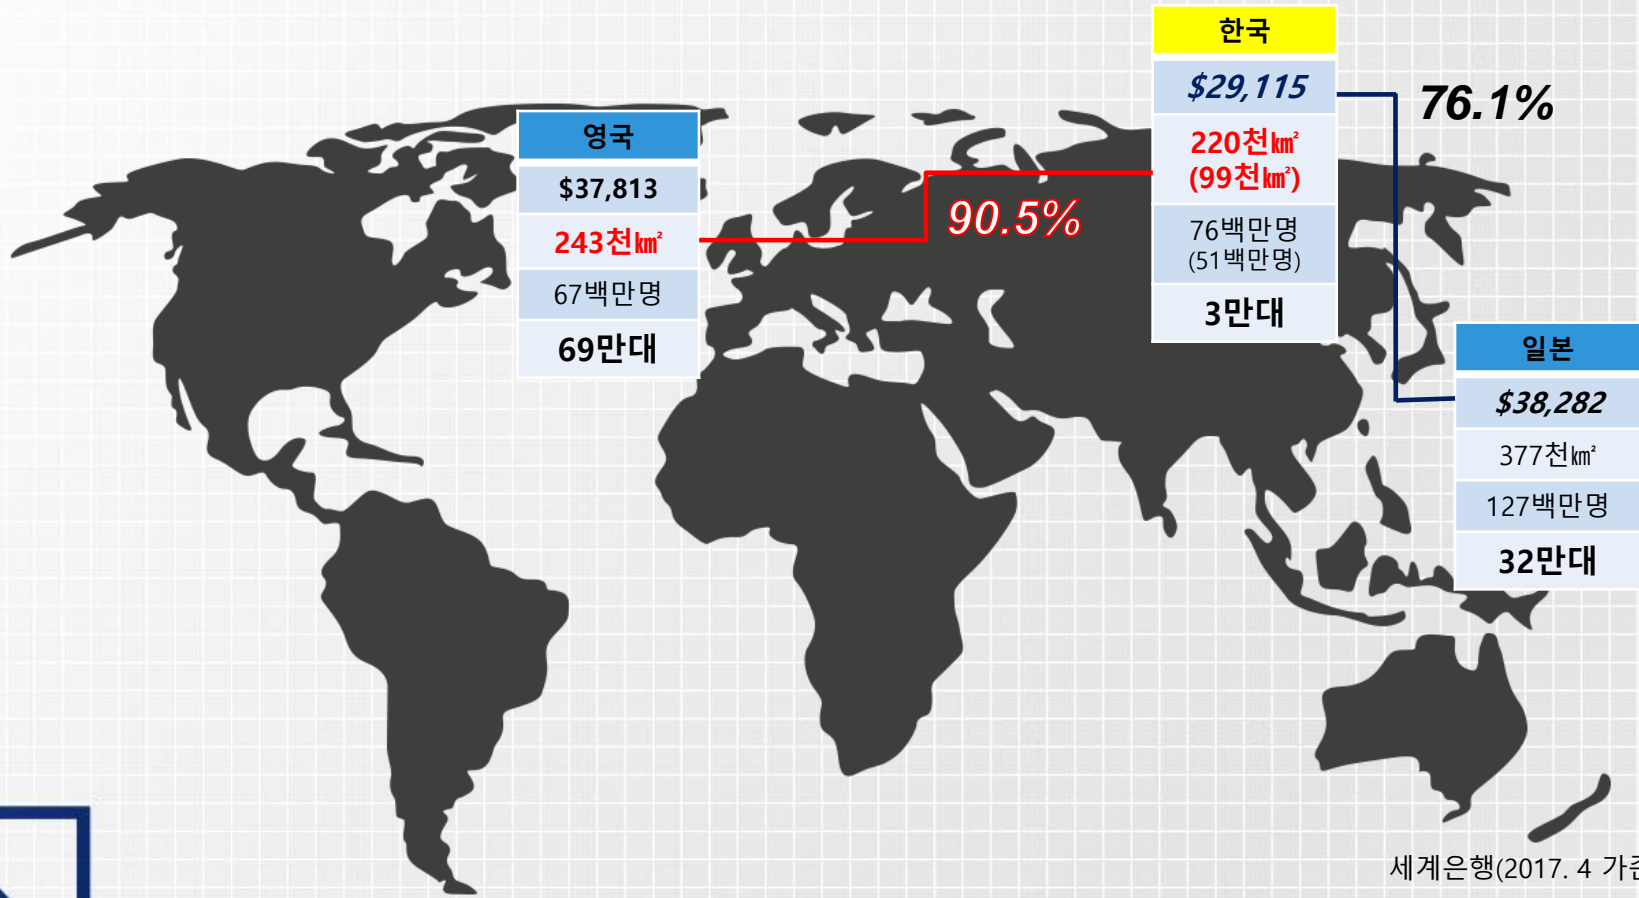 한국
$29,115
220천㎢
(99천㎢)
76백만명
(51백만명)
3만대
76.1%
영국
$37,813
243천㎢
67백만명
69만대
90.5%
일본
$38,282
377천㎢
127백만명
32만대
세계은행(2017. 4 가준